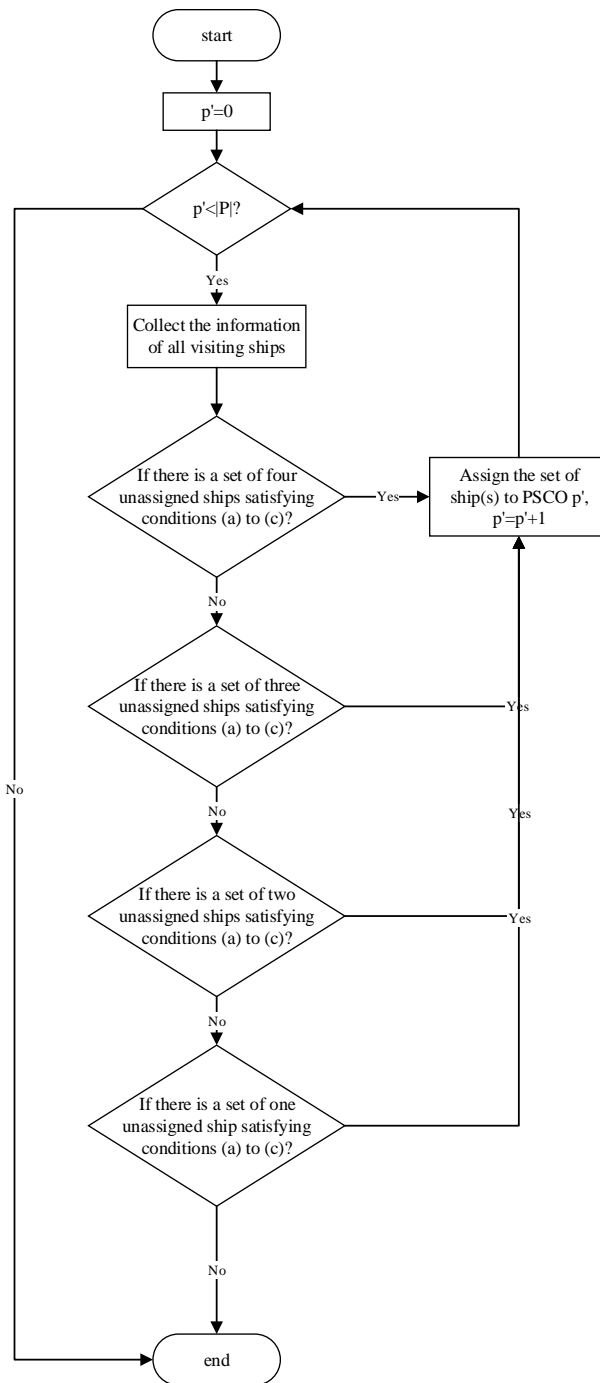 start
p'=0
p'<|P|?
Yes
Collect the information
of all visiting ships
If there is a set of four
unassigned ships satisfying
conditions (a) to (c)?
Yes
Assign the set of
ship(s) to PSCO p',
p'=p'+1
No
If there is a set of three
unassigned ships satisfying
conditions (a) to (c)?
Yes
No
No
Yes
If there is a set of two
unassigned ships satisfying
conditions (a) to (c)?
Yes
No
If there is a set of one
unassigned ship satisfying
conditions (a) to (c)?
No
end